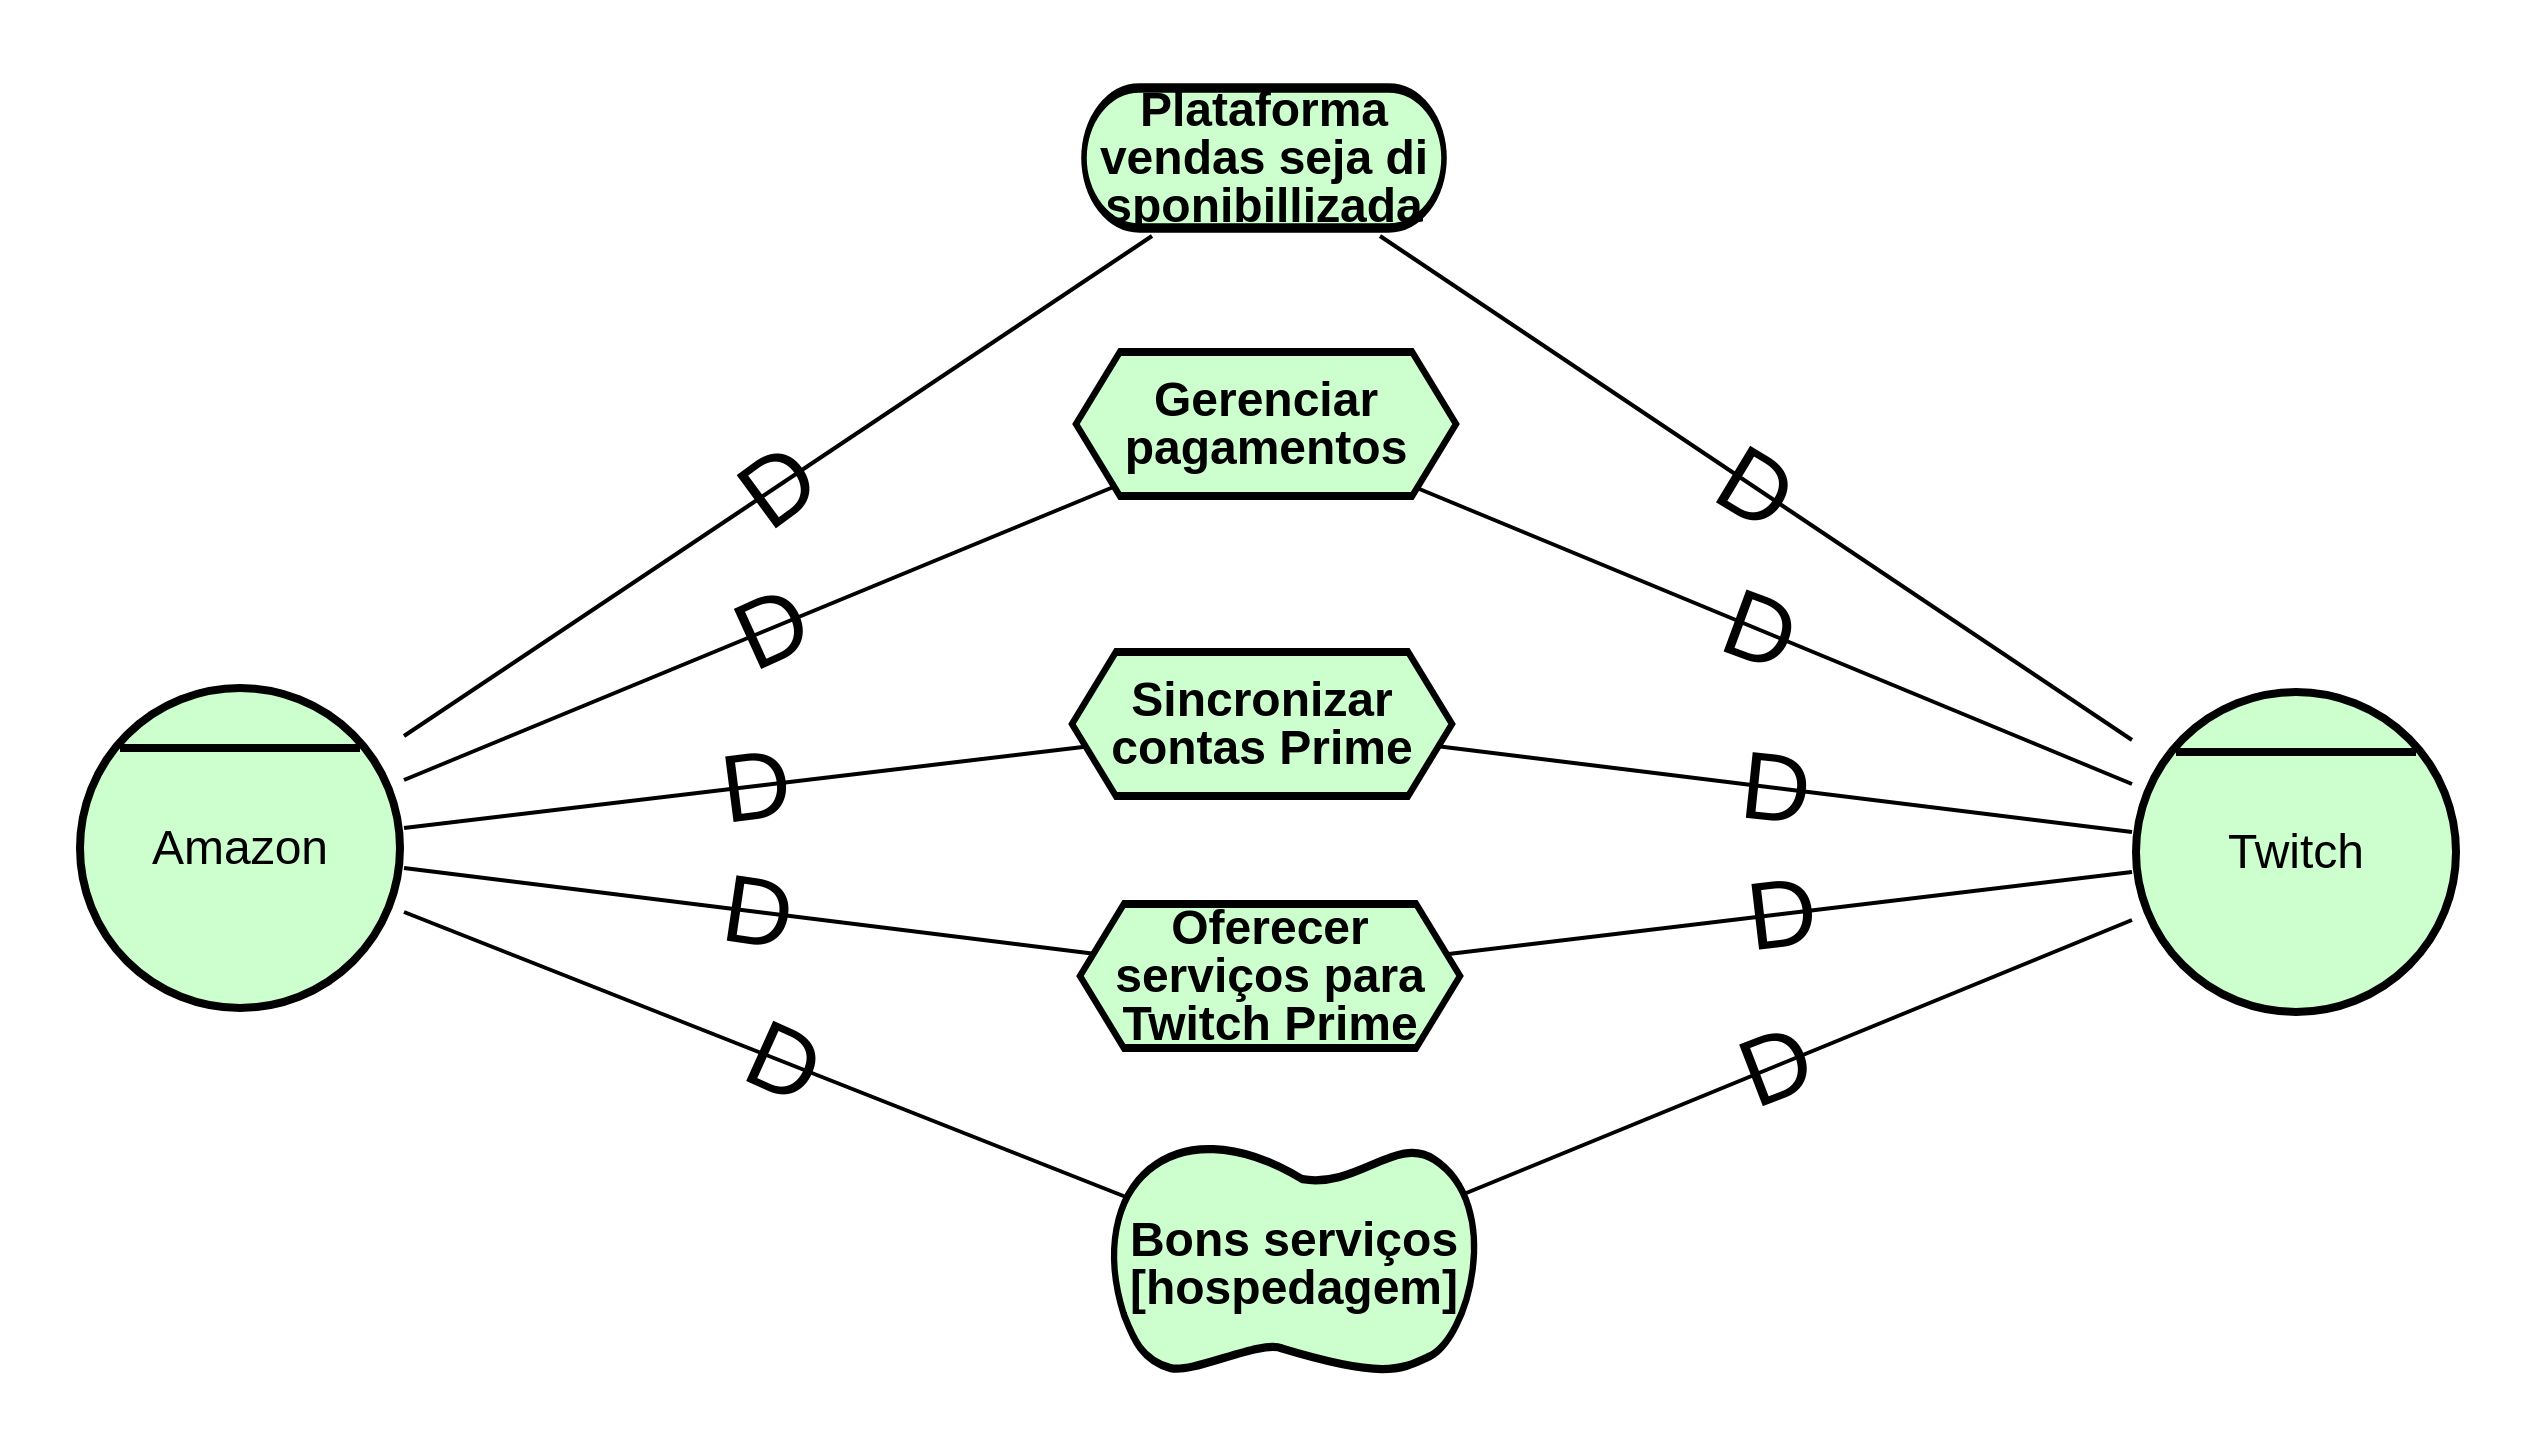 Plataforma
vendas seja di
sponibillizada
Gerenciar
pagamentos
D
D
D
D
Sincronizar
contas Prime
D
D
Amazon
Twitch
D
D
Oferecer
serviços para
Twitch Prime
D
D
Bons serviços
[hospedagem]